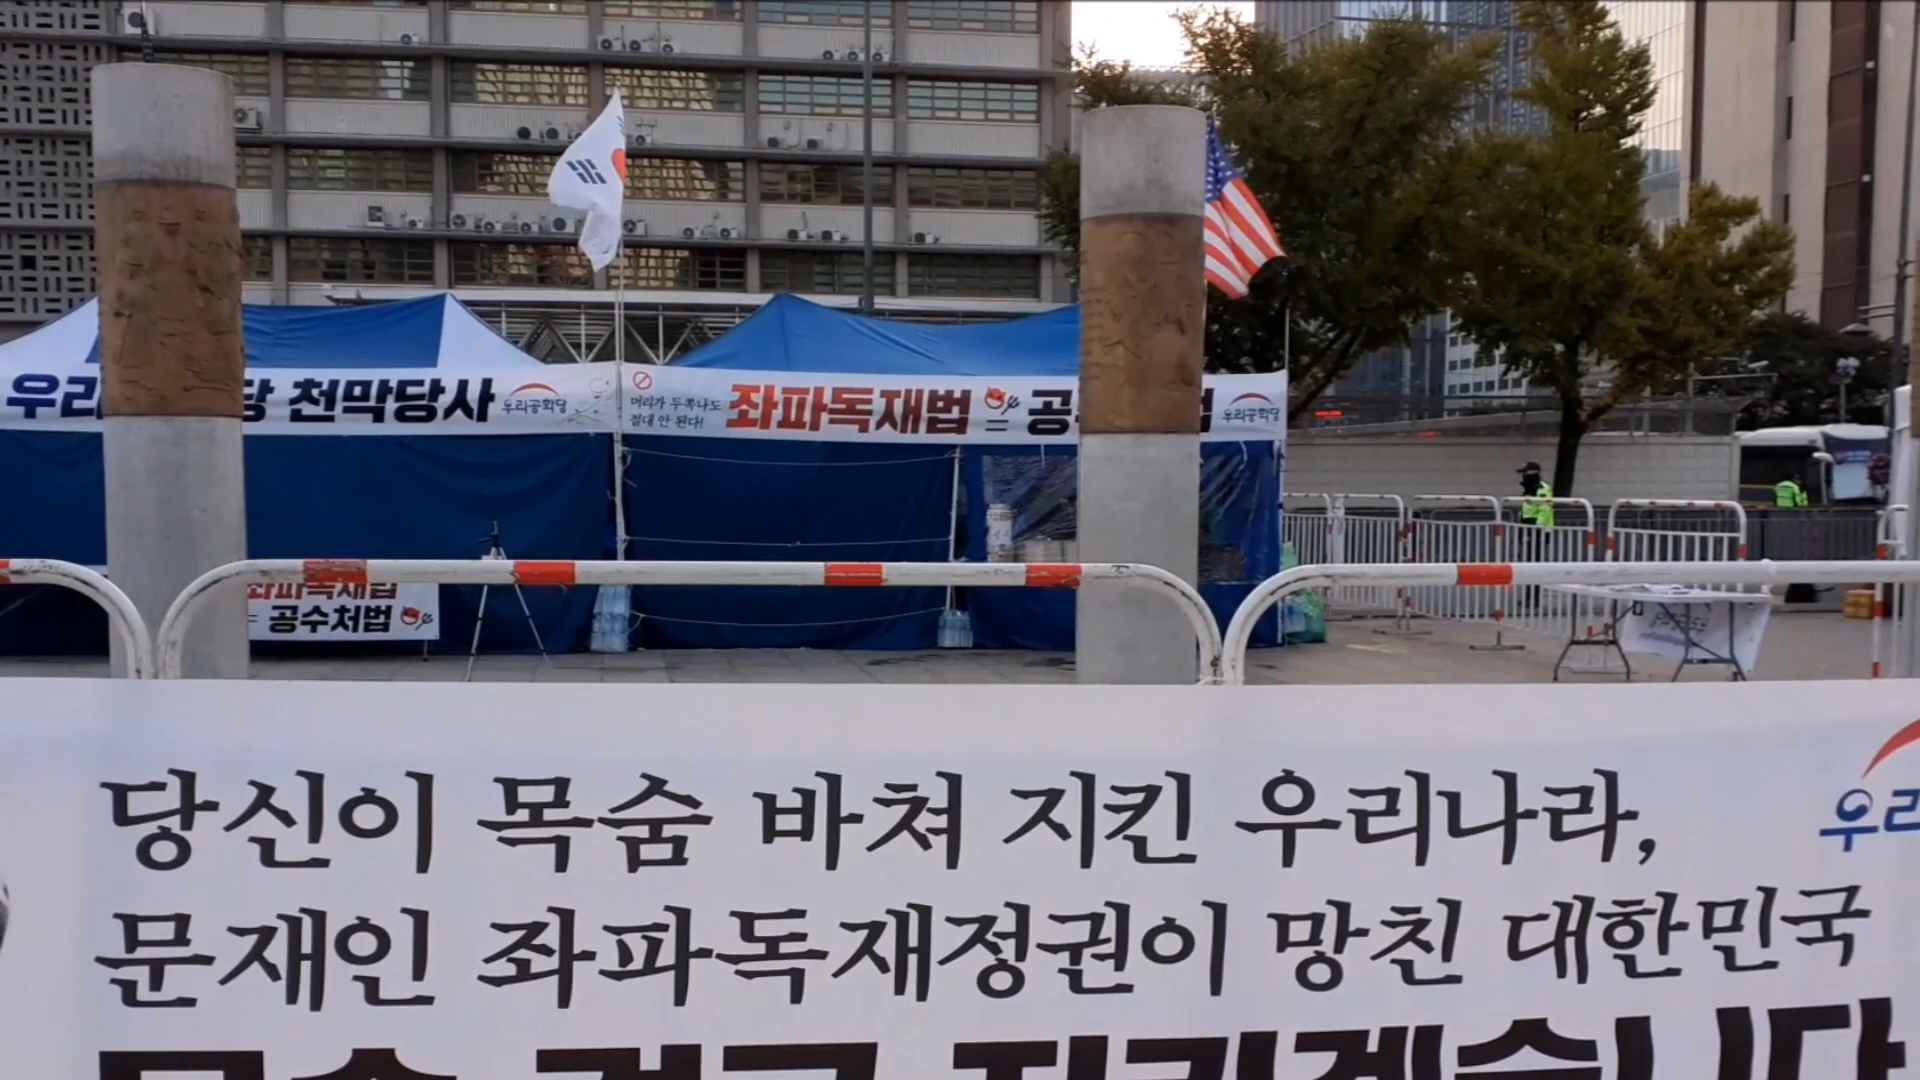 우리 당 천막당사
우리공화당
머리가 두쪽나도
절대 안 된다!
좌파독재법 = 공
우리공화당
좌파독재법
= 공수처법
당신이 목숨 바쳐 지킨 우리나라,
문재인 좌파독재정권이 망친 대한민국
우리